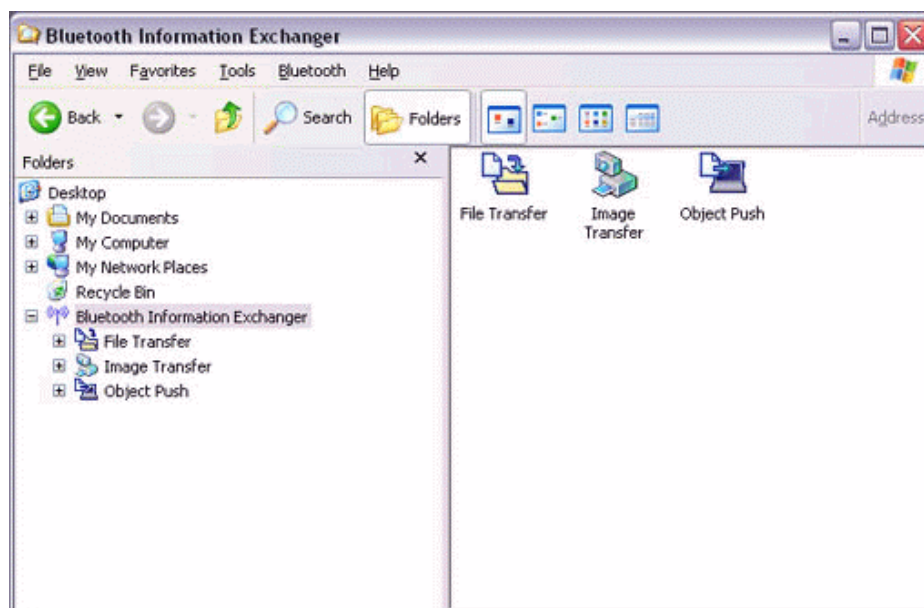 Bluetooth Information Exchanger
File View Favorites Tools Bluetooth Help
Back Search Folders Address
Folders
Desktop
My Documents
My Computer
My Network Places
Recycle Bin
Bluetooth Information Exchanger
File Transfer
Image Transfer
Object Push
File Transfer
Image
Transfer
Object Push